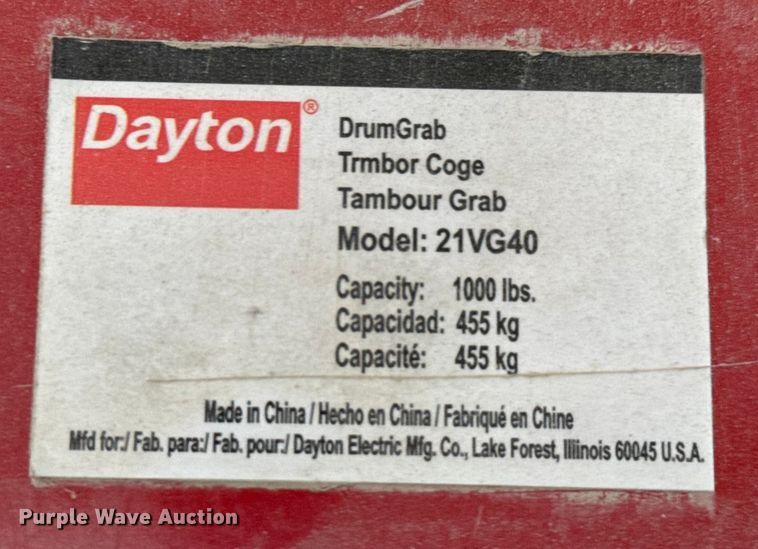 Dayton®
DrumGrab
Trmbor Coge
Tambour Grab
Model: 21VG40
Capacity: 1000 lbs.
Capacidad: 455 kg
Capacité: 455 kg
Made in China / Hecho en China / Fabriqué en Chine
Mfd for:/ Fab. para:/ Fab. pour:/ Dayton Electric Mfg. Co., Lake Forest, Illinois 60045 U.S.A.
Purple Wave Auction